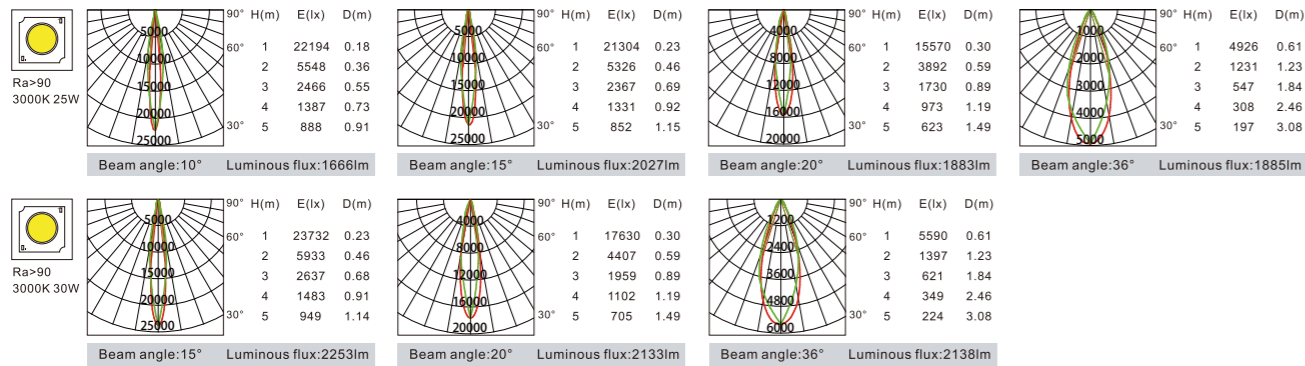 Ra>90
3000K 25W
5000
10000
15000
20000
25000
90° H(m) E(lx) D(m)
60° 1 22194 0.18
2 5548 0.36
3 2466 0.55
4 1387 0.73
30° 5 888 0.91
Beam angle:10° Luminous flux:1666lm
5000
10000
15000
20000
25000
90° H(m) E(lx) D(m)
60° 1 21304 0.23
2 5326 0.46
3 2367 0.69
4 1331 0.92
30° 5 852 1.15
Beam angle:15° Luminous flux:2027lm
4000
8000
12000
16000
20000
90° H(m) E(lx) D(m)
60° 1 15570 0.30
2 3892 0.59
3 1730 0.89
4 973 1.19
30° 5 623 1.49
Beam angle:20° Luminous flux:1883lm
1000
2000
3000
4000
5000
90° H(m) E(lx) D(m)
60° 1 4926 0.61
2 1231 1.23
3 547 1.84
4 308 2.46
30° 5 197 3.08
Beam angle:36° Luminous flux:1885lm
Ra>90
3000K 30W
5000
10000
15000
20000
25000
90° H(m) E(lx) D(m)
60° 1 23732 0.23
2 5933 0.46
3 2637 0.68
4 1483 0.91
30° 5 949 1.14
Beam angle:15° Luminous flux:2253lm
4000
8000
12000
16000
20000
90° H(m) E(lx) D(m)
60° 1 17630 0.30
2 4407 0.59
3 1959 0.89
4 1102 1.19
30° 5 705 1.49
Beam angle:20° Luminous flux:2133lm
1200
2400
3600
4800
6000
90° H(m) E(lx) D(m)
60° 1 5590 0.61
2 1397 1.23
3 621 1.84
4 349 2.46
30° 5 224 3.08
Beam angle:36° Luminous flux:2138lm